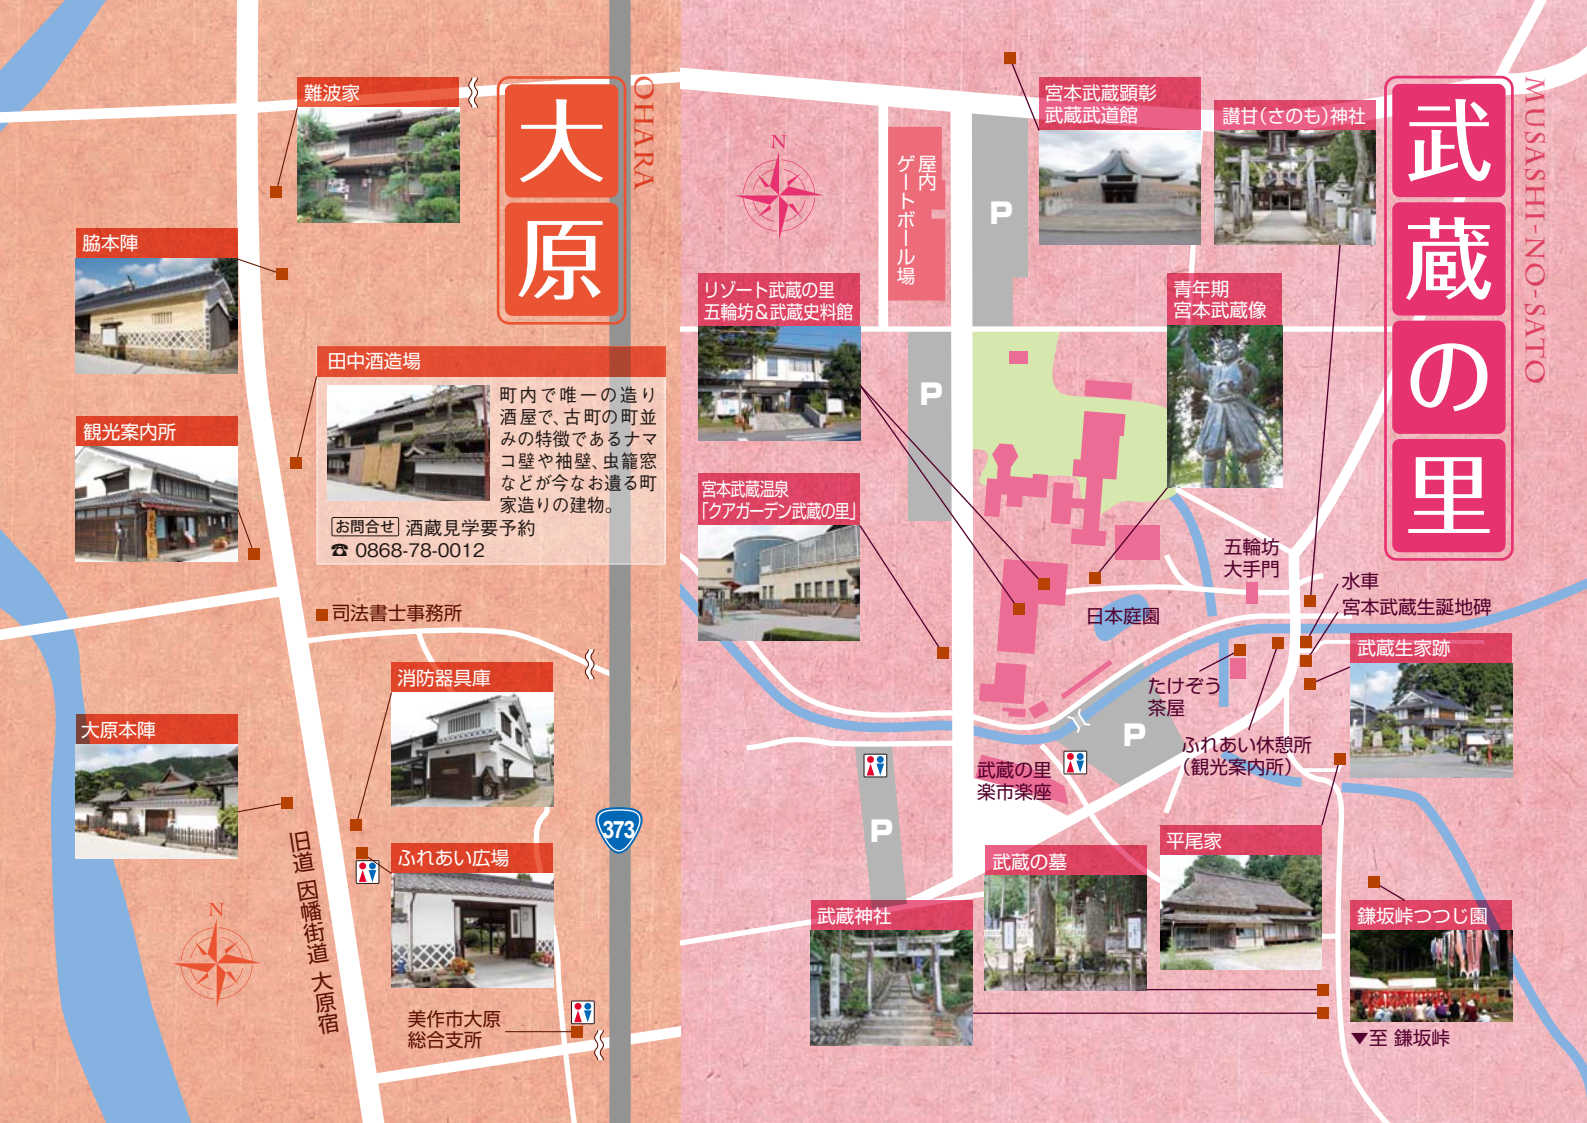 大原
OHARA
難波家
脇本陣
観光案内所
田中酒造場
町内で唯一の造り
酒屋で、古町の町並
みの特徴であるナマ
コ壁や袖壁、虫籠窓
などが今なお遺る町
家造りの建物。
お問合せ 酒蔵見学要予約
☎ 0868-78-0012
司法書士事務所
消防器具庫
大原本陣
ふれあい広場
旧道 因幡街道 大原宿
N
美作市大原
総合支所
373
武蔵の里
MUSASHI-NO-SATO
N
屋内
ゲートボール場
P
宮本武蔵顕彰
武蔵武道館
讃甘(さのも)神社
リゾート武蔵の里
五輪坊&武蔵史料館
P
青年期
宮本武蔵像
宮本武蔵温泉
「クアガーデン武蔵の里」
五輪坊
大手門
水車
宮本武蔵生誕地碑
日本庭園
武蔵生家跡
たけぞう
茶屋
P
ふれあい休憩所
(観光案内所)
武蔵の里
楽市楽座
P
平尾家
武蔵の墓
武蔵神社
鎌坂峠つつじ園
▼至 鎌坂峠